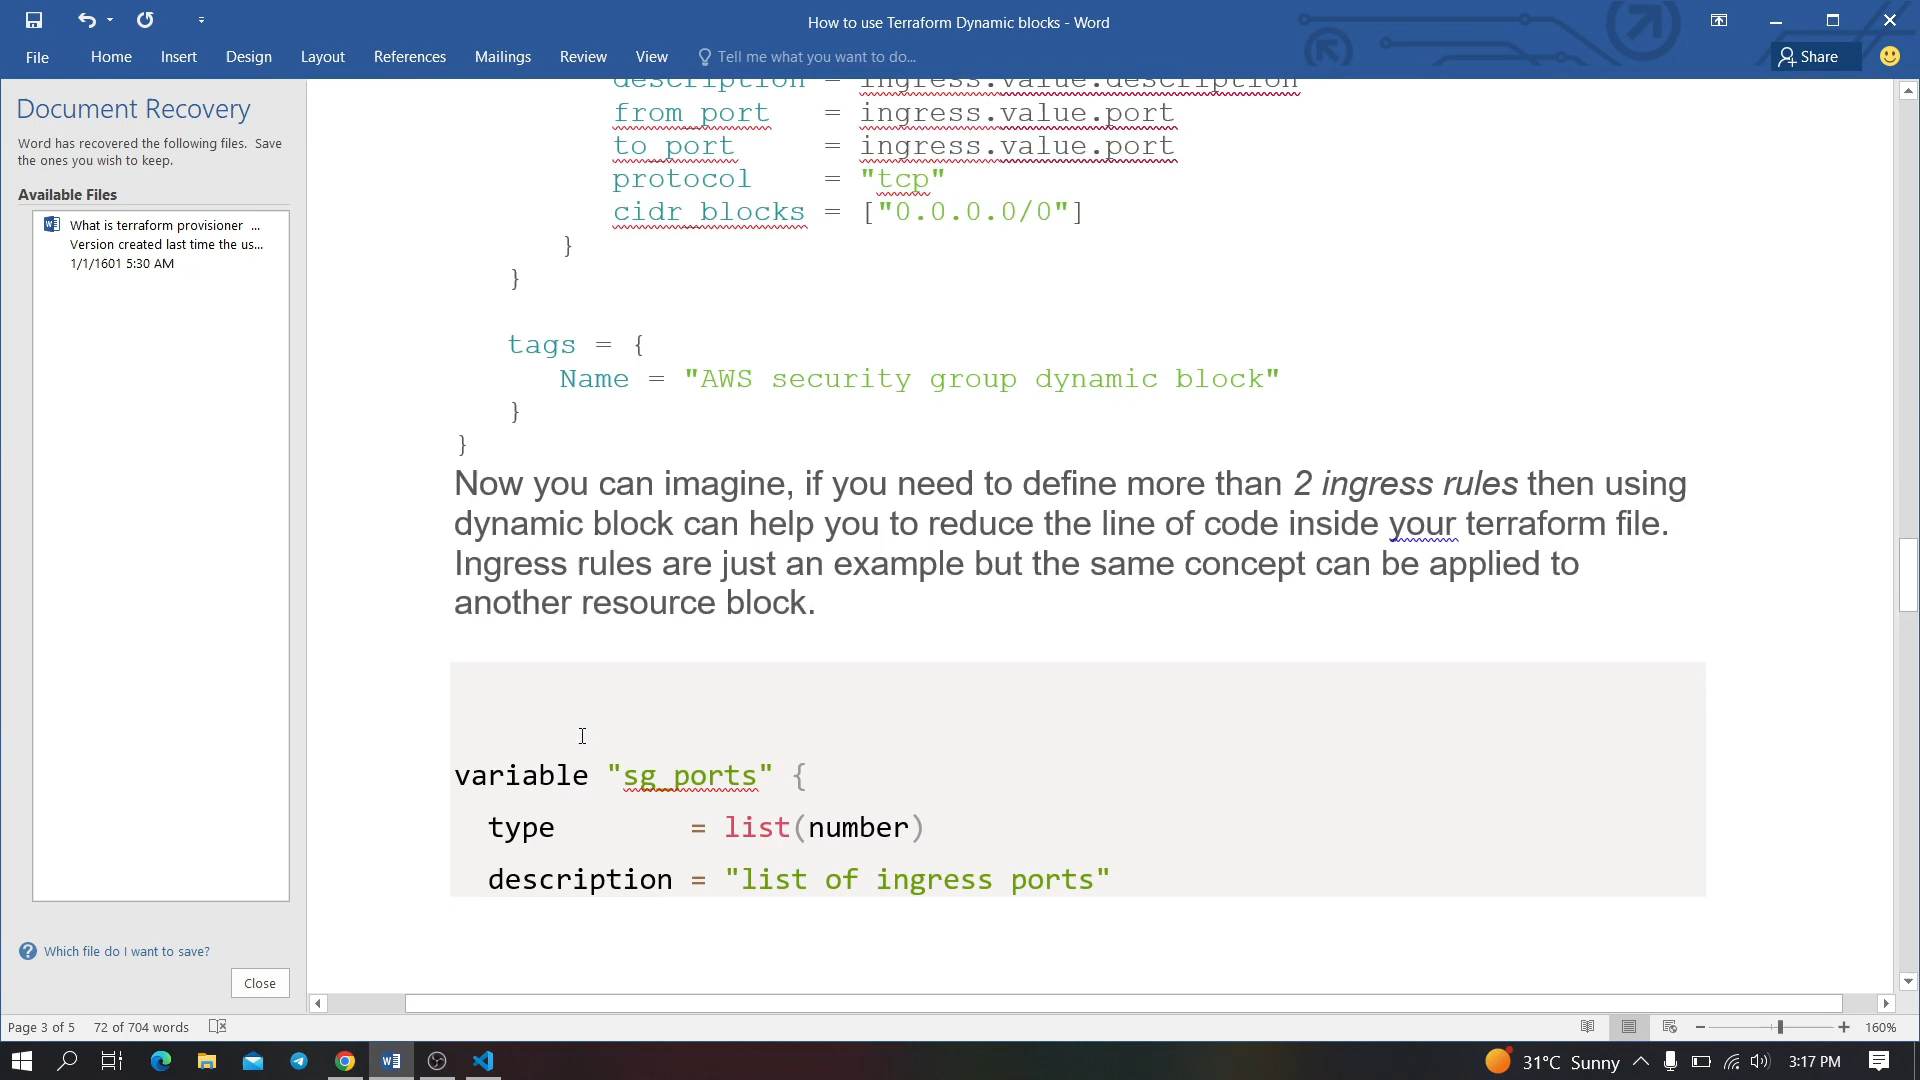 How to use Terraform Dynamic blocks - Word
File Home Insert Design Layout References Mailings Review View Tell me what you want to do... Share
Document Recovery
Word has recovered the following files. Save
the ones you wish to keep.
Available Files
What is terraform provisioner ...
Version created last time the us...
1/1/1601 5:30 AM
Which file do I want to save?
Close
description = ingress.value.description
from_port = ingress.value.port
to_port = ingress.value.port
protocol = "tcp"
cidr_blocks = ["0.0.0.0/0"]
}
}
tags = {
Name = "AWS security group dynamic block"
}
}
Now you can imagine, if you need to define more than 2 ingress rules then using
dynamic block can help you to reduce the line of code inside your terraform file.
Ingress rules are just an example but the same concept can be applied to
another resource block.
variable "sg_ports" {
type = list(number)
description = "list of ingress ports"
Page 3 of 5 72 of 704 words 160%
31°C Sunny 3:17 PM